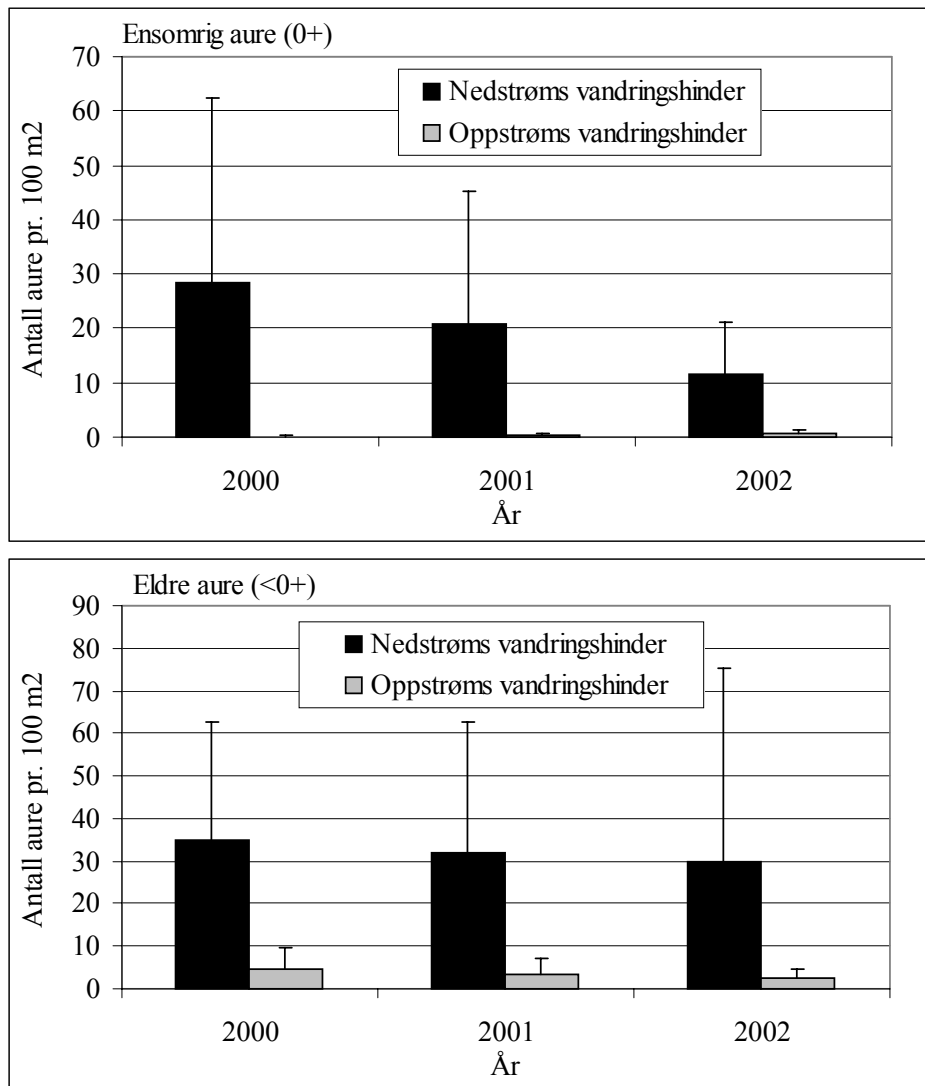 Ensomrig aure (0+)
70
60
50
40
30
20
10
0
Antall aure pr. 100 m2
Nedstrøms vandringshinder
Oppstrøms vandringshinder
2000 2001 2002
År
Eldre aure (<0+)
90
80
70
60
50
40
30
20
10
0
Antall aure pr. 100 m2
Nedstrøms vandringshinder
Oppstrøms vandringshinder
2000 2001 2002
År